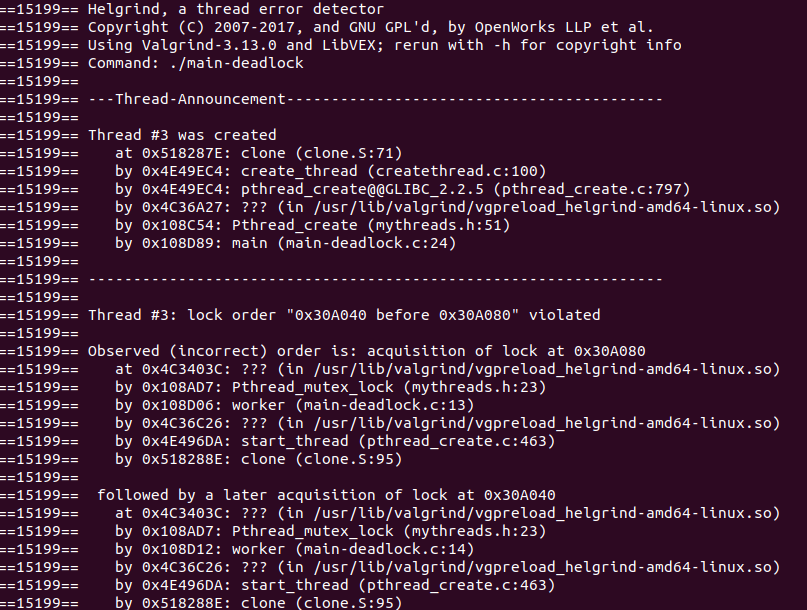 ==15199== Helgrind, a thread error detector
==15199== Copyright (C) 2007-2017, and GNU GPL'd, by OpenWorks LLP et al.
==15199== Using Valgrind-3.13.0 and LibVEX; rerun with -h for copyright info
==15199== Command: ./main-deadlock
==15199==
==15199== ---Thread-Announcement------------------------------------------
==15199==
==15199== Thread #3 was created
==15199==    at 0x518287E: clone (clone.S:71)
==15199==    by 0x4E49EC4: create_thread (createthread.c:100)
==15199==    by 0x4E49EC4: pthread_create@@GLIBC_2.2.5 (pthread_create.c:797)
==15199==    by 0x4C36A27: ??? (in /usr/lib/valgrind/vgpreload_helgrind-amd64-linux.so)
==15199==    by 0x108C54: Pthread_create (mythreads.h:51)
==15199==    by 0x108D89: main (main-deadlock.c:24)
==15199==
==15199== ----------------------------------------------------------------
==15199==
==15199== Thread #3: lock order "0x30A040 before 0x30A080" violated
==15199==
==15199== Observed (incorrect) order is: acquisition of lock at 0x30A080
==15199==    at 0x4C3403C: ??? (in /usr/lib/valgrind/vgpreload_helgrind-amd64-linux.so)
==15199==    by 0x108AD7: Pthread_mutex_lock (mythreads.h:23)
==15199==    by 0x108D06: worker (main-deadlock.c:13)
==15199==    by 0x4C36C26: ??? (in /usr/lib/valgrind/vgpreload_helgrind-amd64-linux.so)
==15199==    by 0x4E496DA: start_thread (pthread_create.c:463)
==15199==    by 0x518288E: clone (clone.S:95)
==15199==
==15199==  followed by a later acquisition of lock at 0x30A040
==15199==    at 0x4C3403C: ??? (in /usr/lib/valgrind/vgpreload_helgrind-amd64-linux.so)
==15199==    by 0x108AD7: Pthread_mutex_lock (mythreads.h:23)
==15199==    by 0x108D12: worker (main-deadlock.c:14)
==15199==    by 0x4C36C26: ??? (in /usr/lib/valgrind/vgpreload_helgrind-amd64-linux.so)
==15199==    by 0x4E496DA: start_thread (pthread_create.c:463)
==15199==    by 0x518288E: clone (clone.S:95)